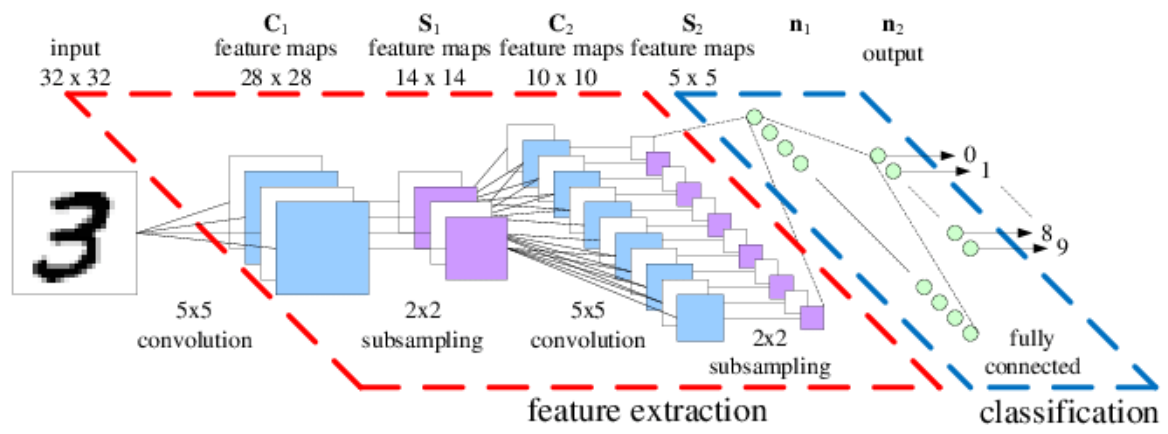 input
32 x 32
C1
feature maps
28 x 28
S1
feature maps
14 x 14
C2
feature maps
10 x 10
S2
feature maps
5 x 5
n1
n2
output
3
0
1
8
9
5x5
convolution
2x2
subsampling
5x5
convolution
2x2
subsampling
fully
connected
feature extraction
classification